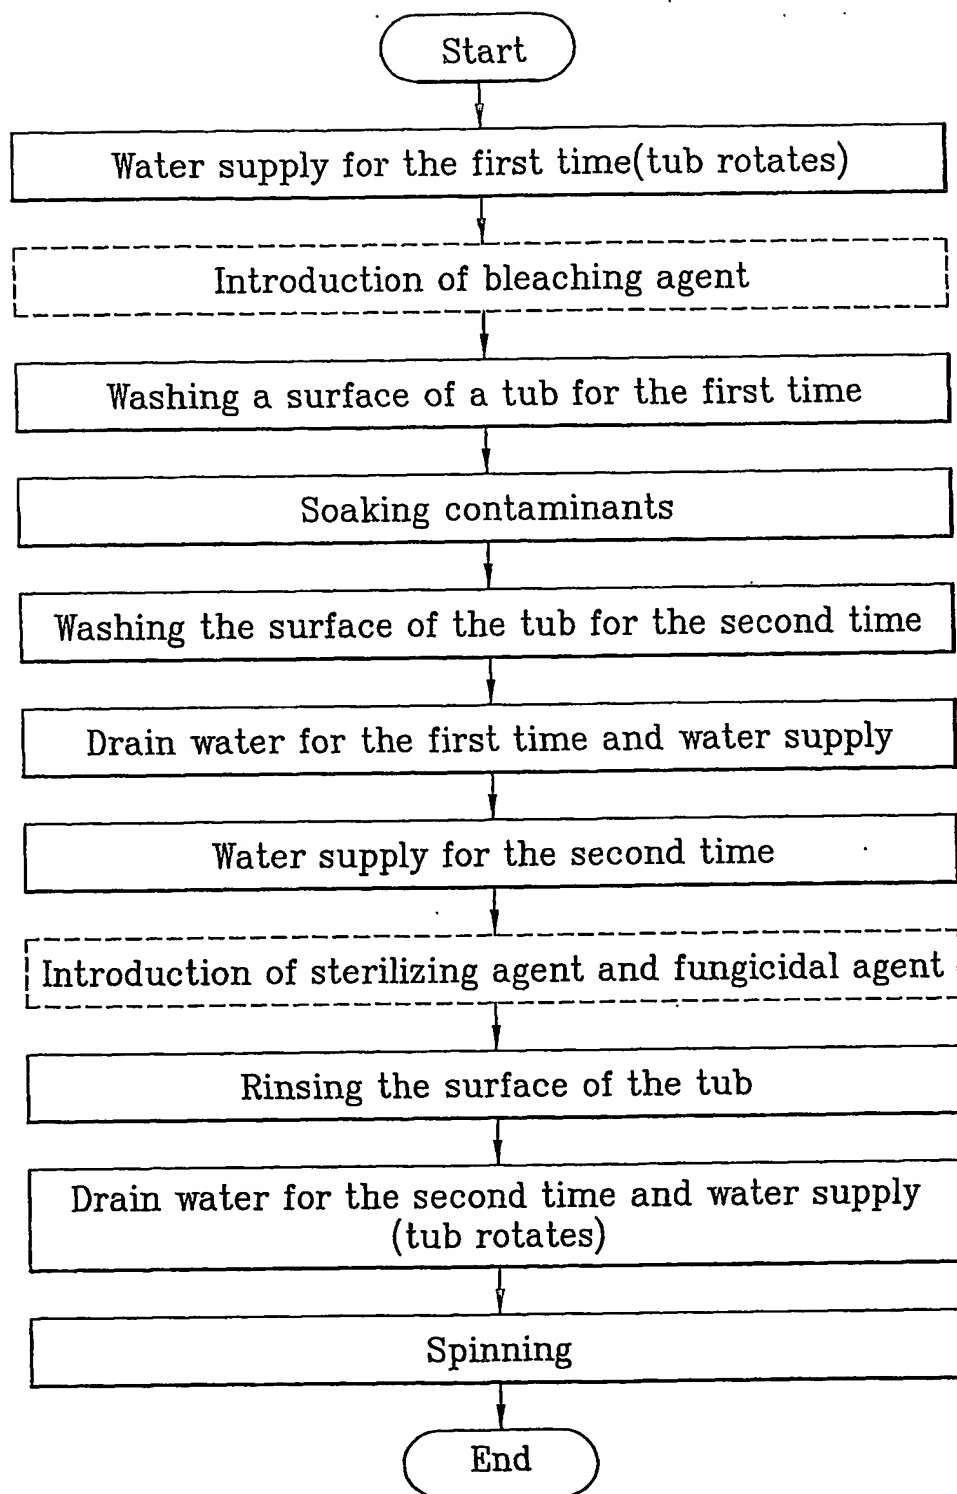 Start
Water supply for the first time(tub rotates)
Introduction of bleaching agent
Washing a surface of a tub for the first time
Soaking contaminants
Washing the surface of the tub for the second time
Drain water for the first time and water supply
Water supply for the second time
Introduction of sterilizing agent and fungicidal agent
Rinsing the surface of the tub
Drain water for the second time and water supply
(tub rotates)
Spinning
End